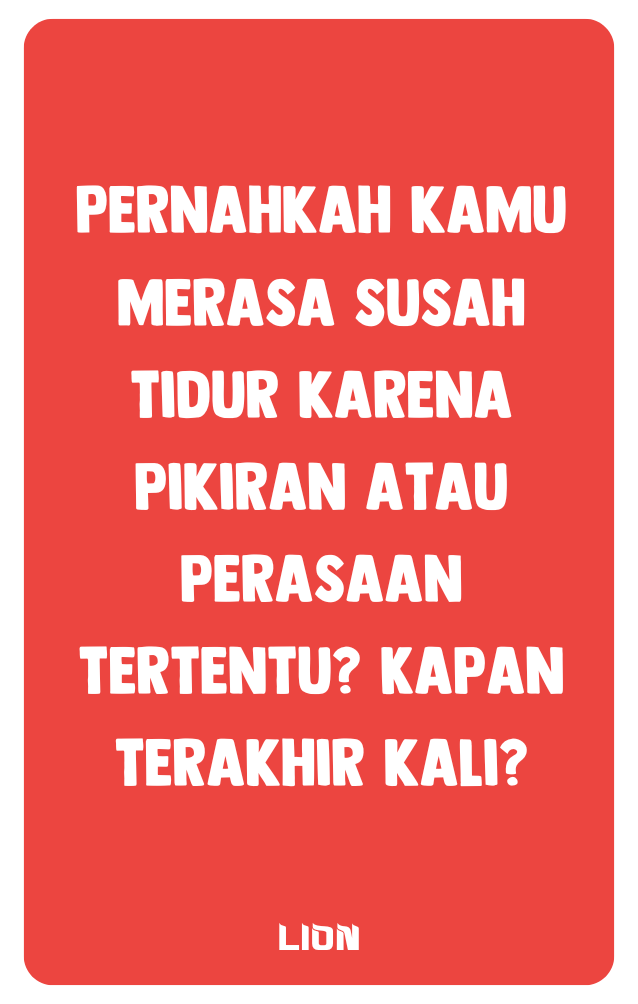 PERNAHKAH KAMU
MERASA SUSAH
TIDUR KARENA
PIKIRAN ATAU
PERASAAN
TERTENTU? KAPAN
TERAKHIR KALI?
LION